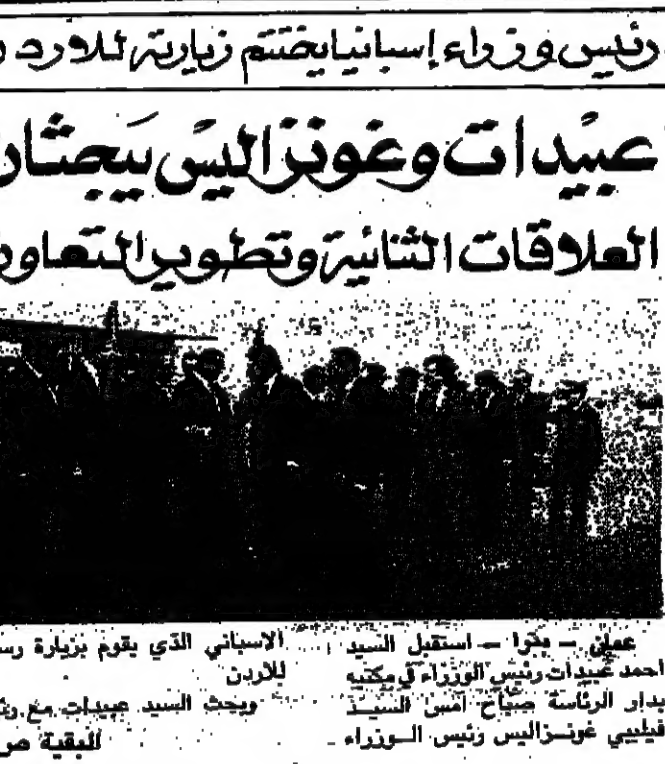 رئيس وزراء إسبانيا يختتم زيارته للاردن
عبيدات وغونزاليس يبحثان
العلاقات الثنائية وتطوير التعاون
عمان – بترا – استقبل السيد
احمد عبيدات رئيس الوزراء في مكتبه
بدار الرئاسة صباح امس السيد
فيليبي غونزاليس رئيس الوزراء
الاسباني الذي يقوم بزيارة
للاردن
وبحث السيد عبيدات مع
البقية ص